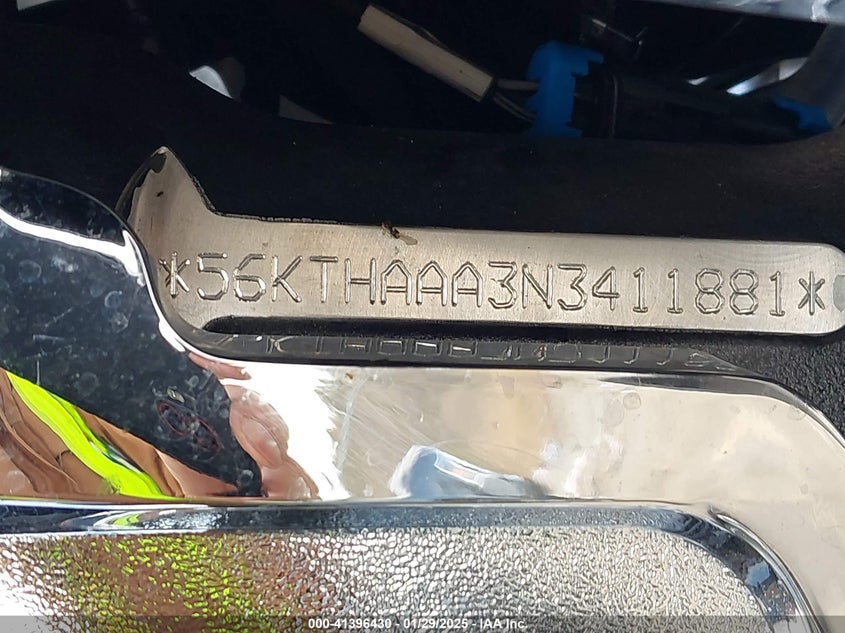 *56KTHAAA3N3411881*
000-41396430 - 01/29/2025 - IAA Inc.